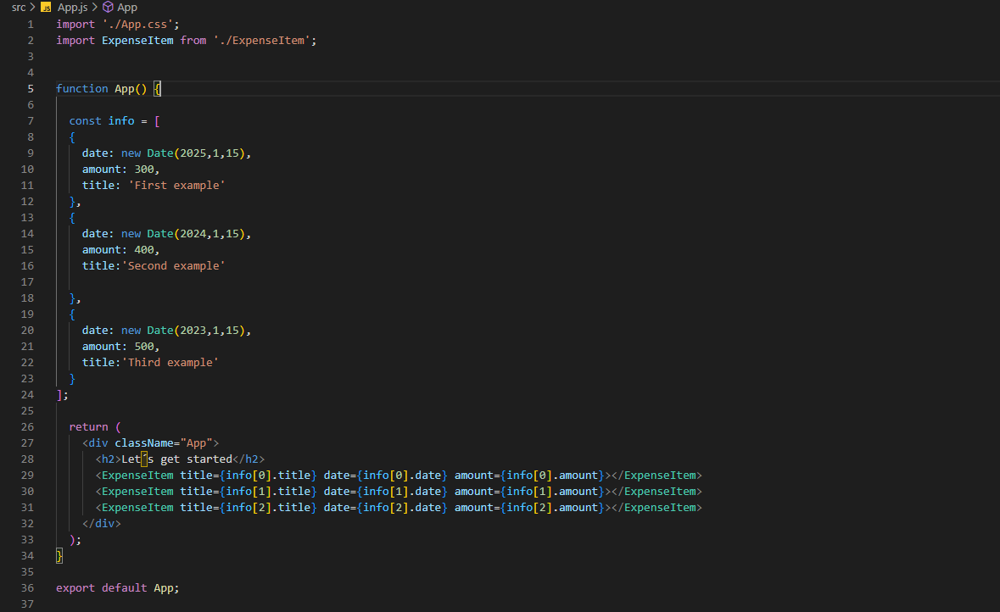 src > JS App.js > App
1 import './App.css';
2 import ExpenseItem from './ExpenseItem';
3
4
5 function App() {
6
7   const info = [
8   {
9     date: new Date(2025,1,15),
10     amount: 300,
11     title: 'First example'
12   },
13   {
14     date: new Date(2024,1,15),
15     amount: 400,
16     title:'Second example'
17
18   },
19   {
20     date: new Date(2023,1,15),
21     amount: 500,
22     title:'Third example'
23   }
24 ];
25
26   return (
27     <div className="App">
28       <h2>Let´s get started</h2>
29       <ExpenseItem title={info[0].title} date={info[0].date} amount={info[0].amount}></ExpenseItem>
30       <ExpenseItem title={info[1].title} date={info[1].date} amount={info[1].amount}></ExpenseItem>
31       <ExpenseItem title={info[2].title} date={info[2].date} amount={info[2].amount}></ExpenseItem>
32     </div>
33   );
34 }
35
36 export default App;
37